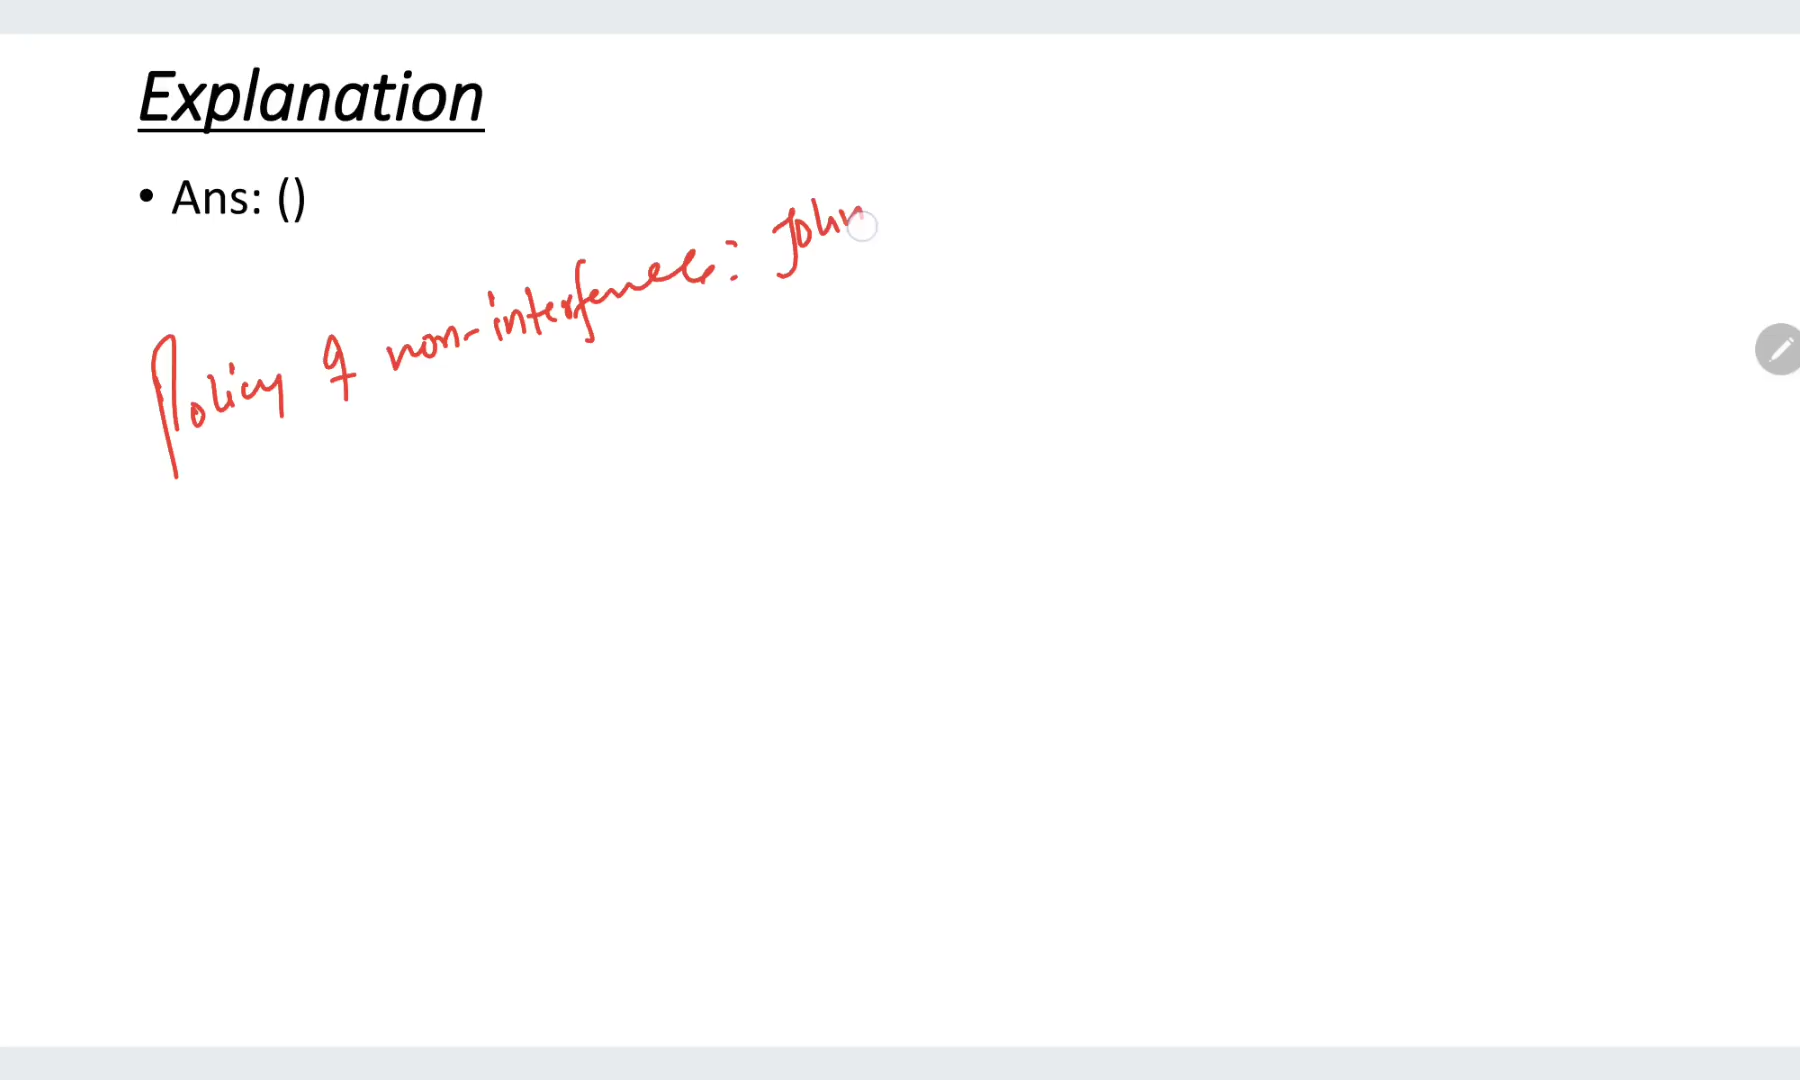 Explanation
• Ans: ()
Policy of non-interference: John